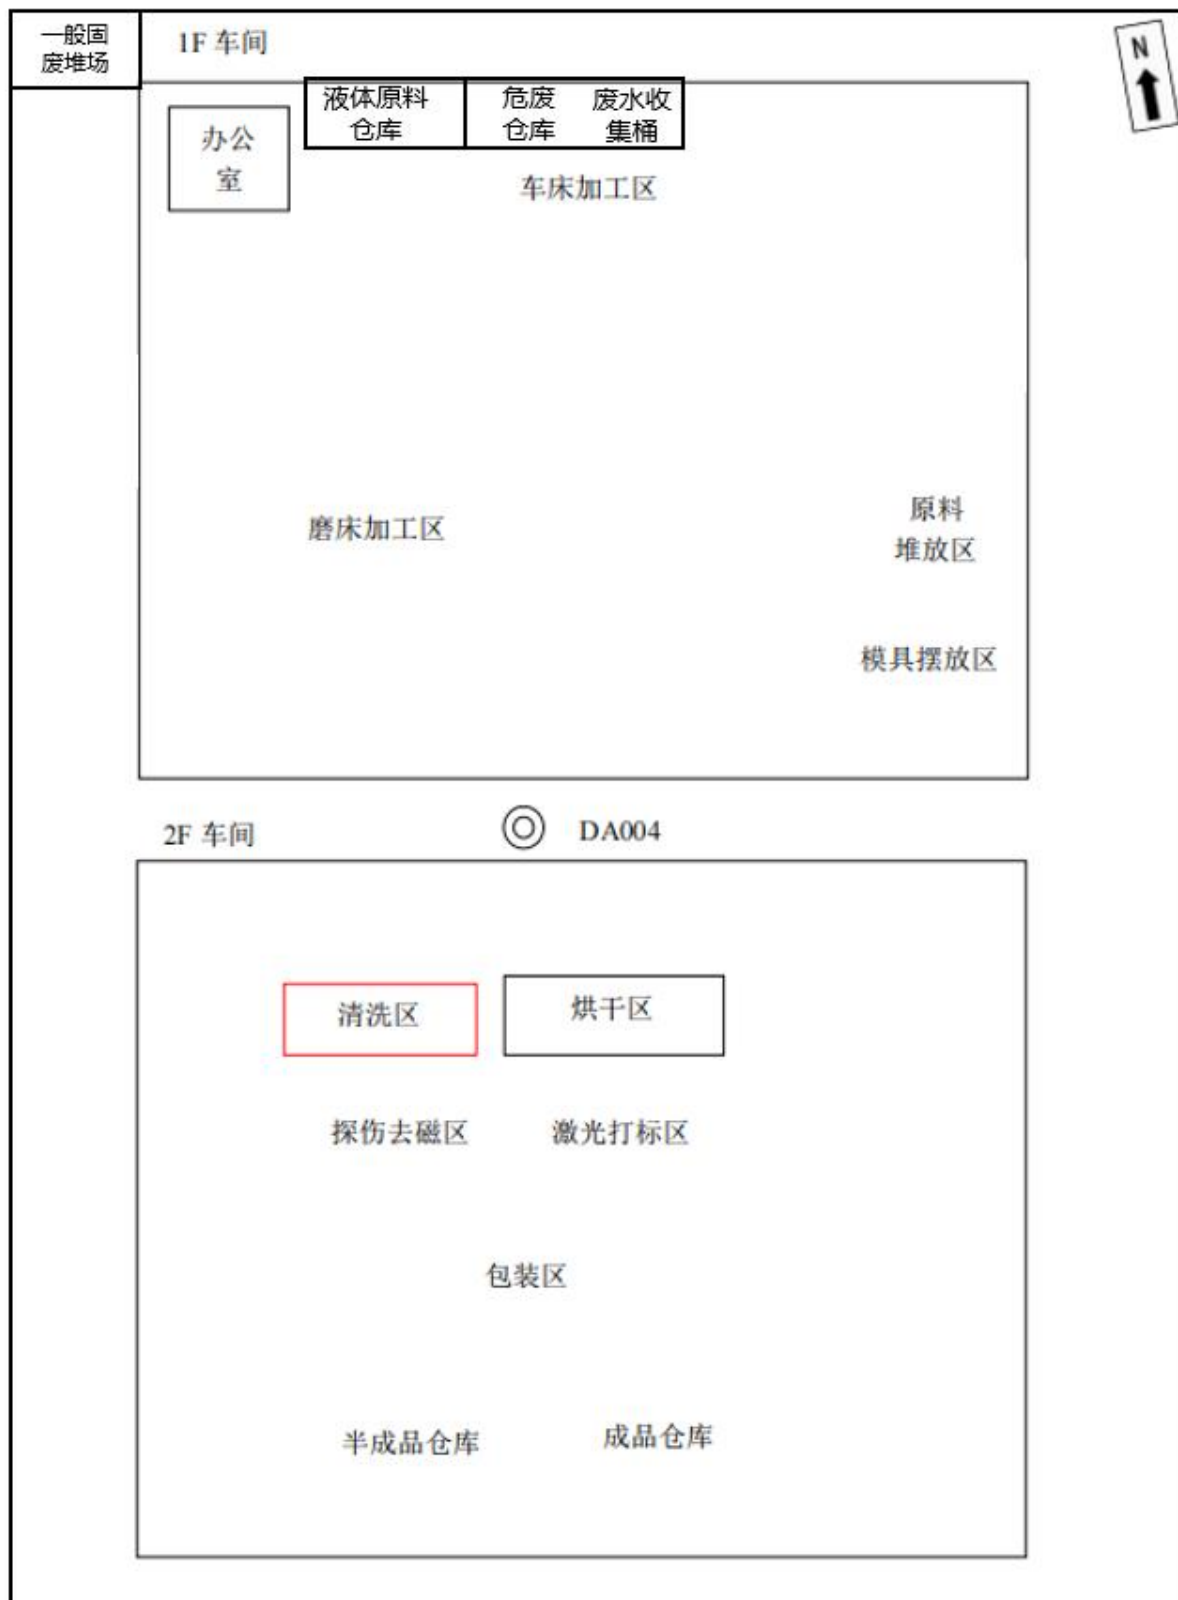 一般固
废堆场
1F 车间
N
液体原料
仓库
危废
仓库
废水收
集桶
办公
室
车床加工区
磨床加工区
原料
堆放区
模具摆放区
2F 车间
DA004
清洗区
烘干区
探伤去磁区
激光打标区
包装区
半成品仓库
成品仓库